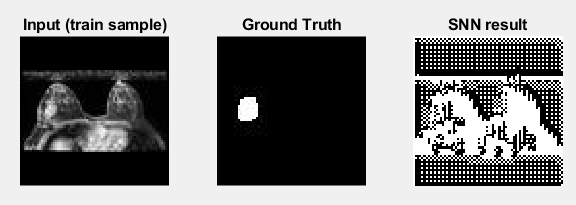 Input (train sample)
Ground Truth
SNN result